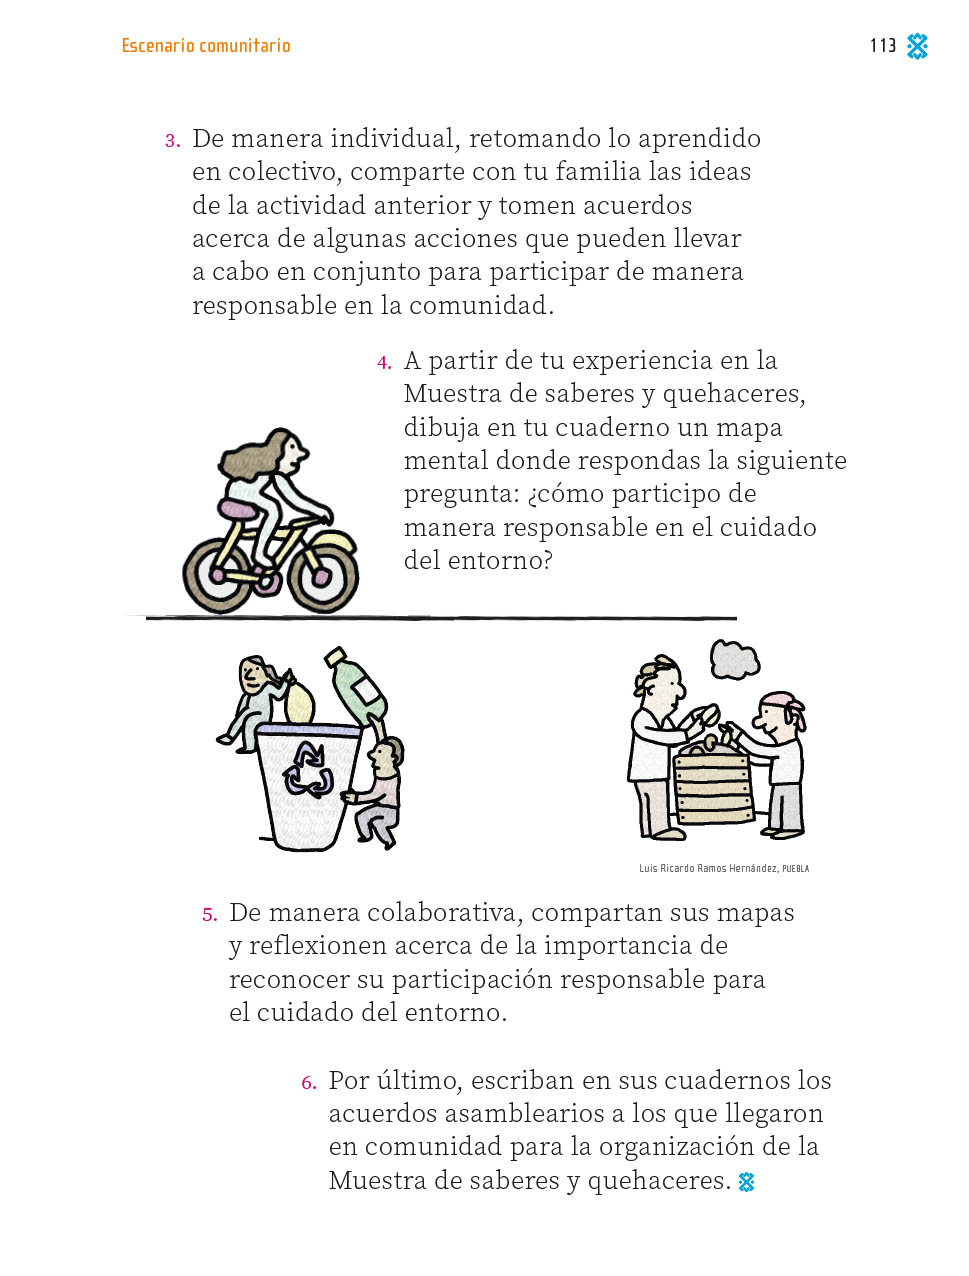 Escenario comunitario
113
3. De manera individual, retomando lo aprendido
en colectivo, comparte con tu familia las ideas
de la actividad anterior y tomen acuerdos
acerca de algunas acciones que pueden llevar
a cabo en conjunto para participar de manera
responsable en la comunidad.
4. A partir de tu experiencia en la
Muestra de saberes y quehaceres,
dibuja en tu cuaderno un mapa
mental donde respondas la siguiente
pregunta: ¿cómo participo de
manera responsable en el cuidado
del entorno?
Luis Ricardo Ramos Hernández, PUEBLA
5. De manera colaborativa, compartan sus mapas
y reflexionen acerca de la importancia de
reconocer su participación responsable para
el cuidado del entorno.
6. Por último, escriban en sus cuadernos los
acuerdos asamblearios a los que llegaron
en comunidad para la organización de la
Muestra de saberes y quehaceres.